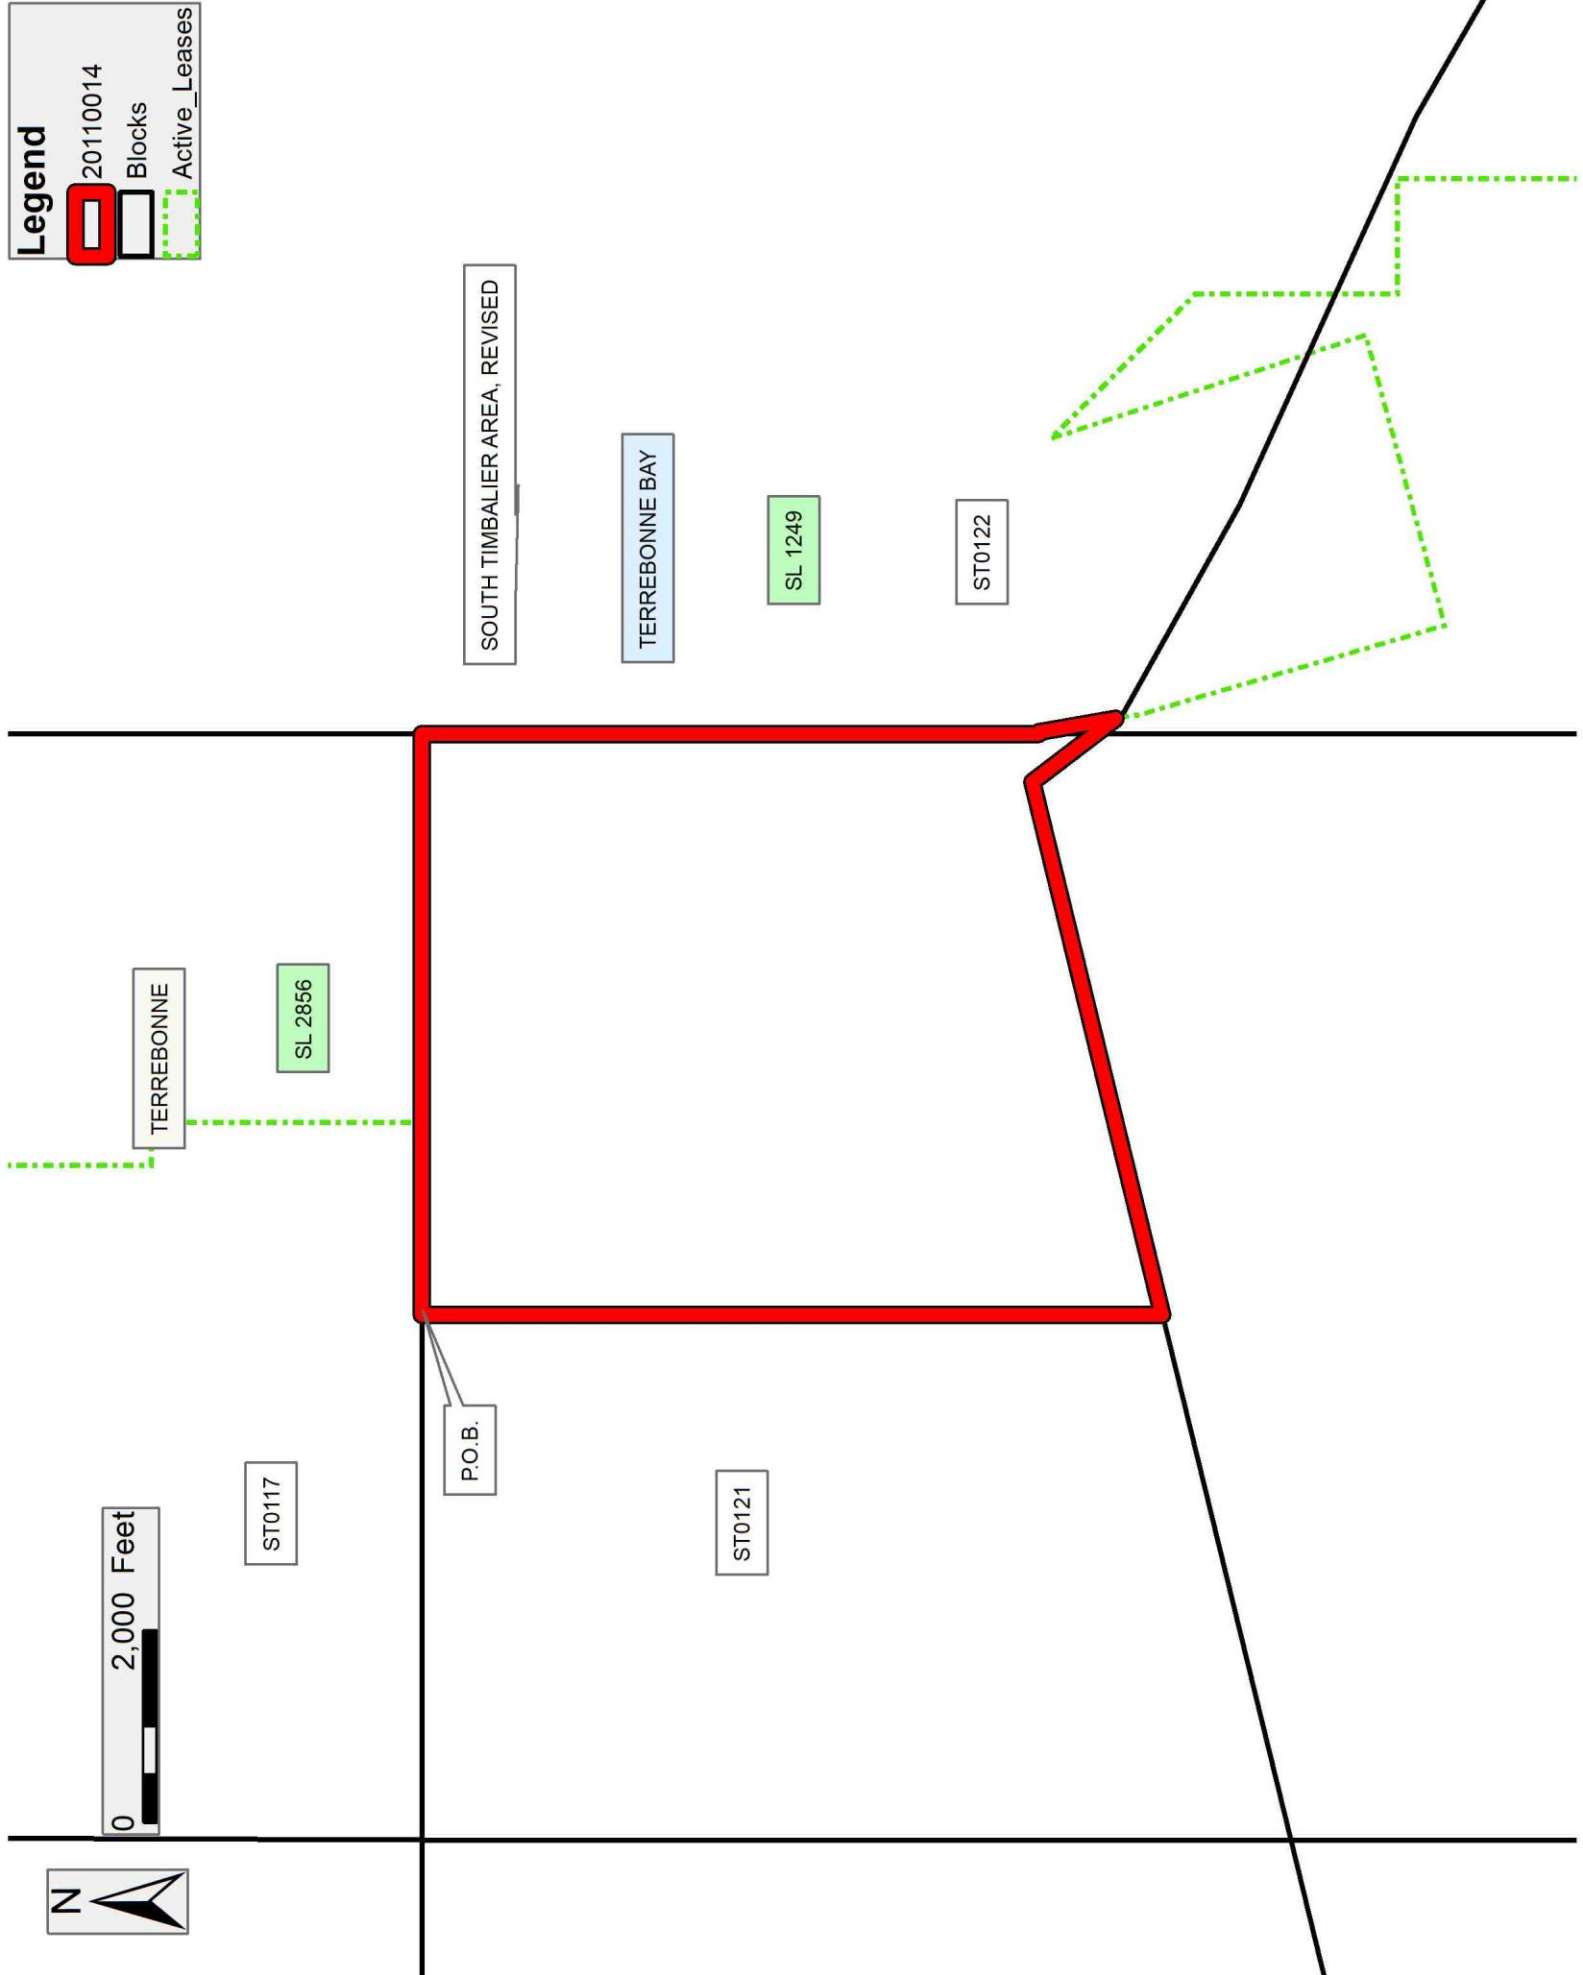 N
0 2,000 Feet
TERREBONNE
ST0117
SL 2856
P.O.B.
SOUTH TIMBALIER AREA, REVISED
TERREBONNE BAY
ST0121
SL 1249
ST0122
Legend
20110014
Blocks
Active_Leases